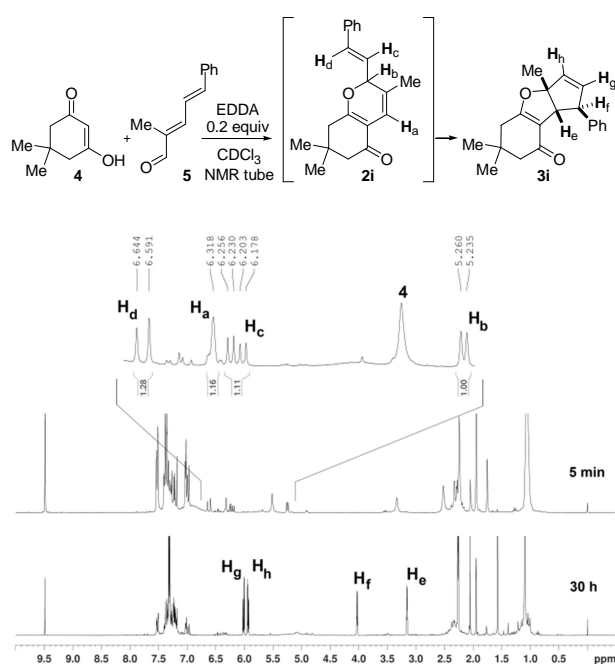 O
OH
Me
Me
4
+
Ph
Me
O
5
EDDA
0.2 equiv
CDCl3
NMR tube
Ph
Hd
Hc
Hb
Me
O
Ha
Me
Me
O
2i
Me
Hh
Hg
Hf
O
Ph
He
Me
Me
O
3i
6.644
6.591
6.318
6.256
6.230
6.203
6.178
5.260
5.235
Hd
Ha
Hc
4
Hb
1.28
1.16
1.11
1.00
5 min
Hg
Hh
Hf
He
30 h
9.5 9.0 8.5 8.0 7.5 7.0 6.5 6.0 5.5 5.0 4.5 4.0 3.5 3.0 2.5 2.0 1.5 1.0 0.5 0.0 ppm